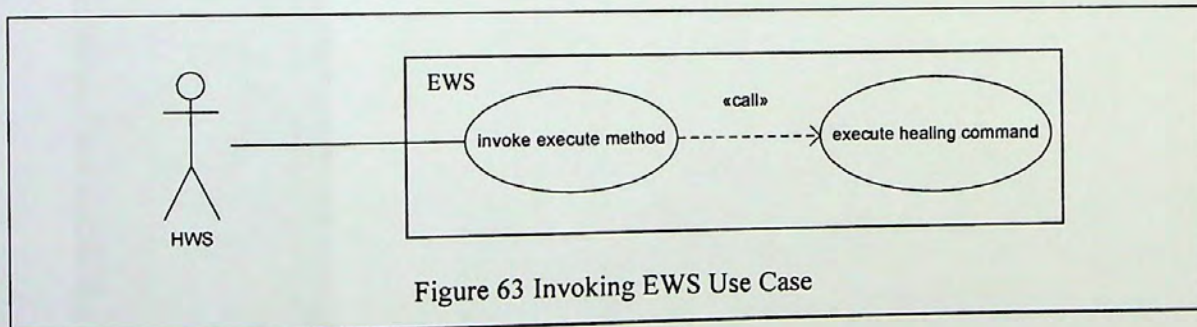 EWS
«call»
invoke execute method
execute healing command
HWS
Figure 63 Invoking EWS Use Case